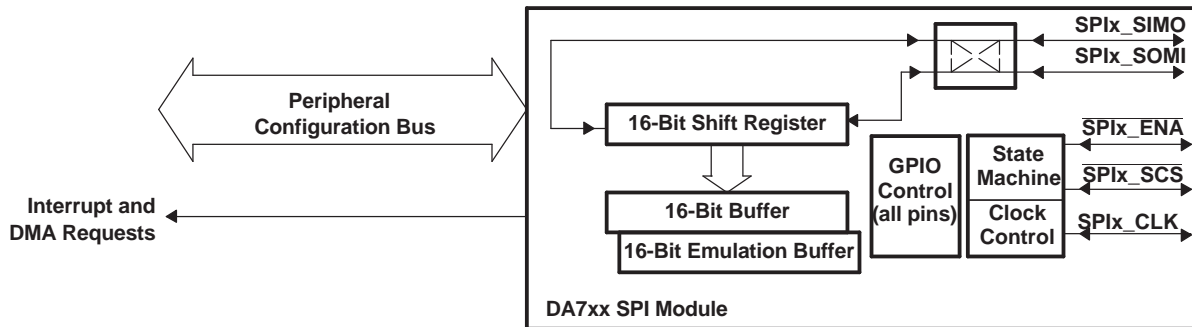 SPIx_SIMO
SPIx_SOMI
Peripheral
Configuration Bus
16-Bit Shift Register
SPIx_ENA
State
Machine
GPIO
Control
(all pins)
SPIx_SCS
Interrupt and
DMA Requests
16-Bit Buffer
Clock
Control
SPIx_CLK
16-Bit Emulation Buffer
DA7xx SPI Module